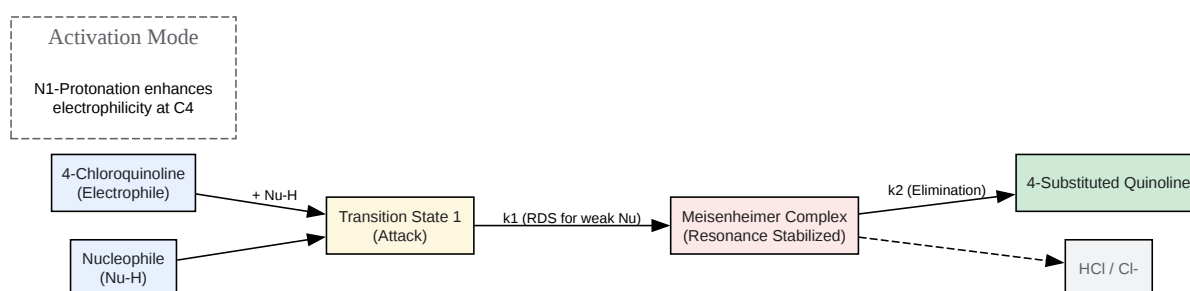 Activation Mode
N1-Protonation enhances
electrophilicity at C4
4-Chloroquinoline
(Electrophile)
+ Nu-H
Nucleophile
(Nu-H)
Transition State 1
(Attack)
k1 (RDS for weak Nu)
Meisenheimer Complex
(Resonance Stabilized)
k2 (Elimination)
4-Substituted Quinoline
HCl / Cl-